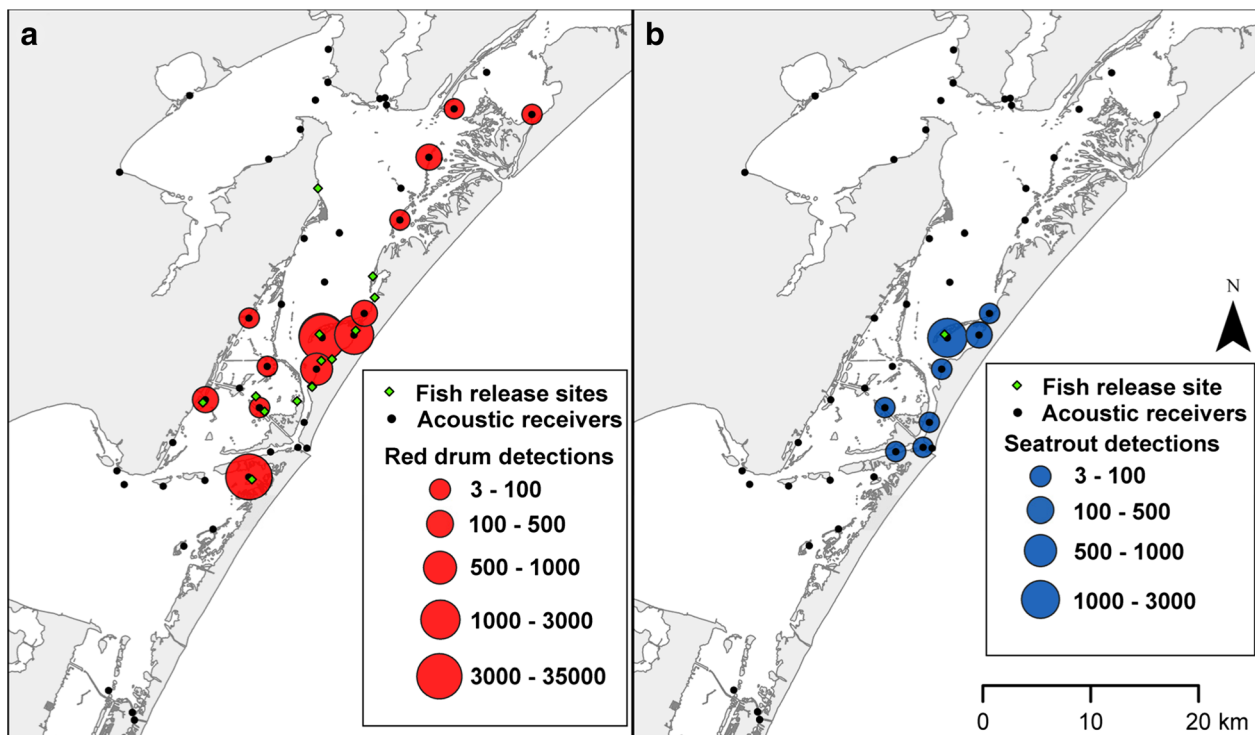 a
Fish release sites
Acoustic receivers
Red drum detections
3 - 100
100 - 500
500 - 1000
1000 - 3000
3000 - 35000
b
N
Fish release site
Acoustic receivers
Seatrout detections
3 - 100
100 - 500
500 - 1000
1000 - 3000
0 10 20 km